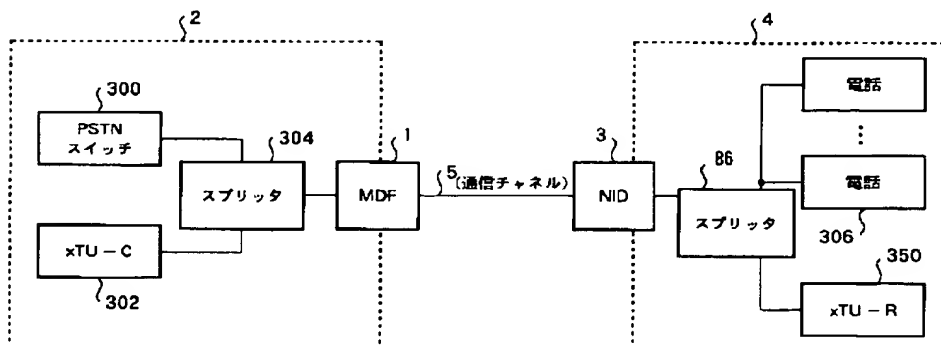 2
4
300
PSTN
スイッチ
304
スプリッタ
xTU-C
302
1
MDF
5(通信チャネル)
3
NID
86
スプリッタ
電話
⋮
電話
306
350
xTU-R